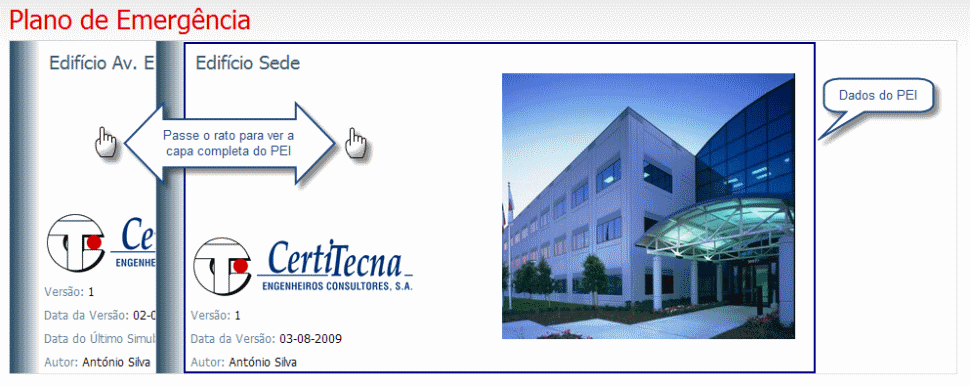 Plano de Emergência
Edifício Av. E
Edifício Sede
Dados do PEI
Passe o rato para ver a
capa completa do PEI
Ce
ENGENHE
CertiTecna
ENGENHEIROS CONSULTORES, S.A.
Versão: 1
Data da Versão: 02-0
Data do Último Simul
Autor: António Silva
Versão: 1
Data da Versão: 03-08-2009
Autor: António Silva